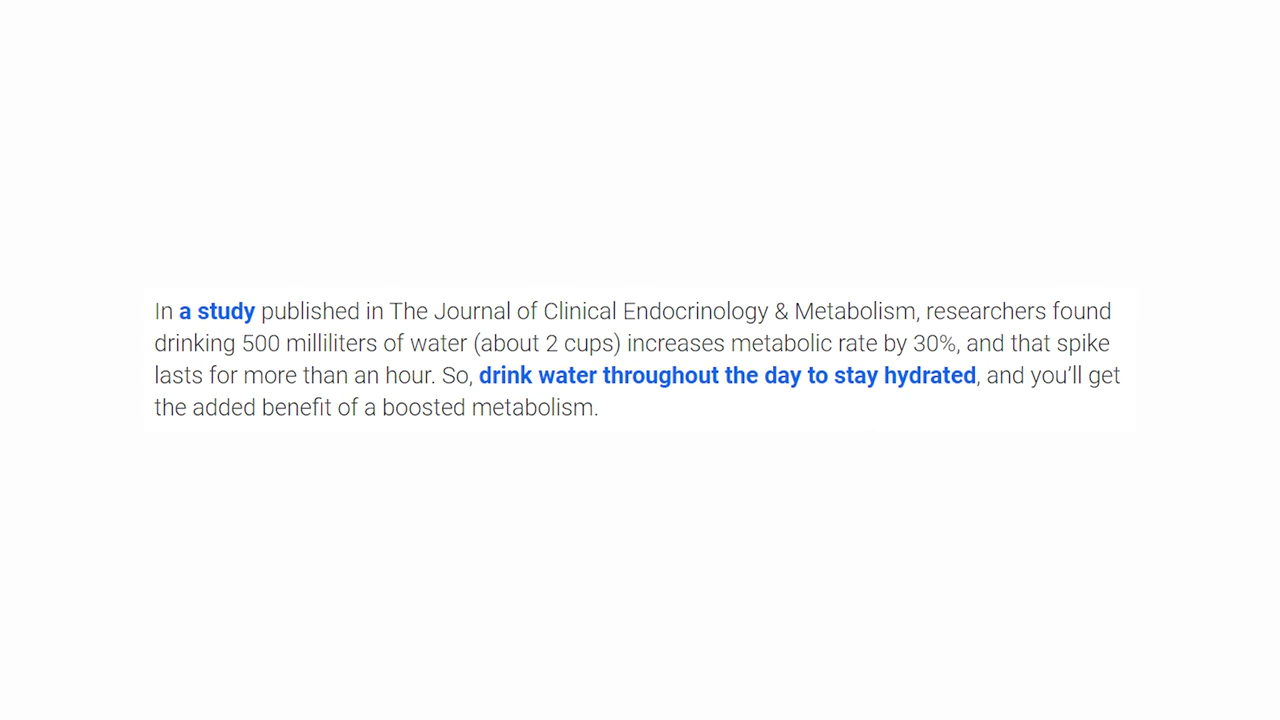 In a study published in The Journal of Clinical Endocrinology & Metabolism, researchers found
drinking 500 milliliters of water (about 2 cups) increases metabolic rate by 30%, and that spike
lasts for more than an hour. So, drink water throughout the day to stay hydrated, and you’ll get
the added benefit of a boosted metabolism.